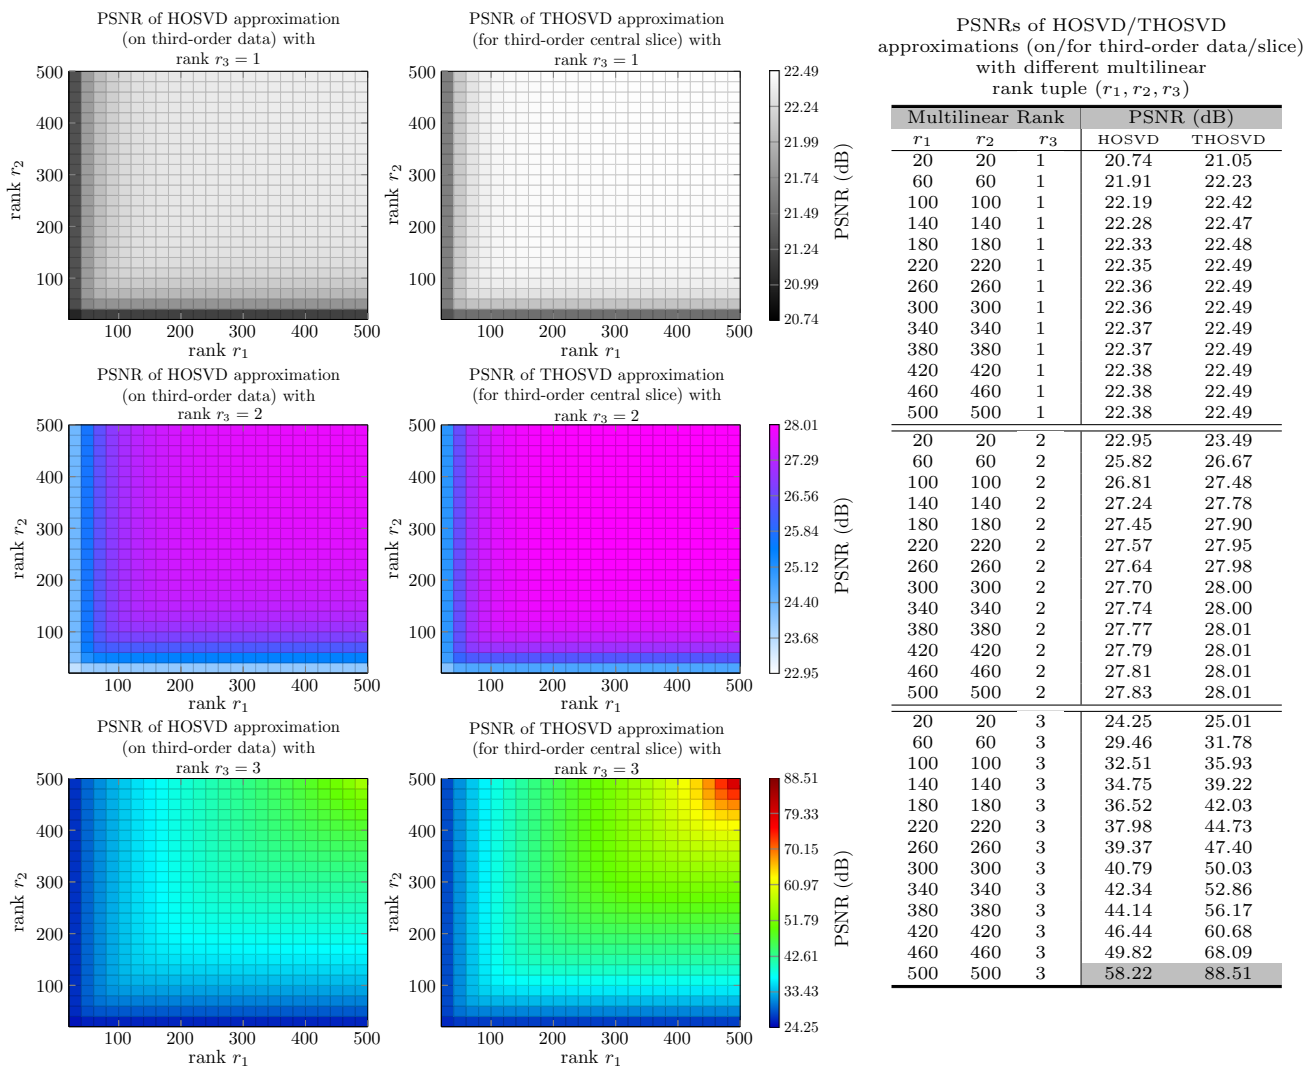 PSNR of HOSVD approximation
(on third-order data) with
rank r₃ = 1
500
400
300
200
100
rank r₂
100 200 300 400 500
rank r₁
PSNR of THOSVD approximation
(for third-order central slice) with
rank r₃ = 1
500
400
300
200
100
rank r₂
100 200 300 400 500
rank r₁
22.49
22.24
21.99
21.74
21.49
21.24
20.99
20.74
PSNR (dB)
PSNR of HOSVD approximation
(on third-order data) with
rank r₃ = 2
500
400
300
200
100
rank r₂
100 200 300 400 500
rank r₁
PSNR of THOSVD approximation
(for third-order central slice) with
rank r₃ = 2
500
400
300
200
100
rank r₂
100 200 300 400 500
rank r₁
28.01
27.29
26.56
25.84
25.12
24.40
23.68
22.95
PSNR (dB)
PSNR of HOSVD approximation
(on third-order data) with
rank r₃ = 3
500
400
300
200
100
rank r₂
100 200 300 400 500
rank r₁
PSNR of THOSVD approximation
(for third-order central slice) with
rank r₃ = 3
500
400
300
200
100
rank r₂
100 200 300 400 500
rank r₁
88.51
79.33
70.15
60.97
51.79
42.61
33.43
24.25
PSNR (dB)
PSNRs of HOSVD/THOSVD
approximations (on/for third-order data/slice)
with different multilinear
rank tuple (r₁, r₂, r₃)
Multilinear Rank PSNR (dB)
r₁ r₂ r₃ HOSVD THOSVD
20 20 1 20.74 21.05
60 60 1 21.91 22.23
100 100 1 22.19 22.42
140 140 1 22.28 22.47
180 180 1 22.33 22.48
220 220 1 22.35 22.49
260 260 1 22.36 22.49
300 300 1 22.36 22.49
340 340 1 22.37 22.49
380 380 1 22.37 22.49
420 420 1 22.38 22.49
460 460 1 22.38 22.49
500 500 1 22.38 22.49
20 20 2 22.95 23.49
60 60 2 25.82 26.67
100 100 2 26.81 27.48
140 140 2 27.24 27.78
180 180 2 27.45 27.90
220 220 2 27.57 27.95
260 260 2 27.64 27.98
300 300 2 27.70 28.00
340 340 2 27.74 28.00
380 380 2 27.77 28.01
420 420 2 27.79 28.01
460 460 2 27.81 28.01
500 500 2 27.83 28.01
20 20 3 24.25 25.01
60 60 3 29.46 31.78
100 100 3 32.51 35.93
140 140 3 34.75 39.22
180 180 3 36.52 42.03
220 220 3 37.98 44.73
260 260 3 39.37 47.40
300 300 3 40.79 50.03
340 340 3 42.34 52.86
380 380 3 44.14 56.17
420 420 3 46.44 60.68
460 460 3 49.82 68.09
500 500 3 58.22 88.51